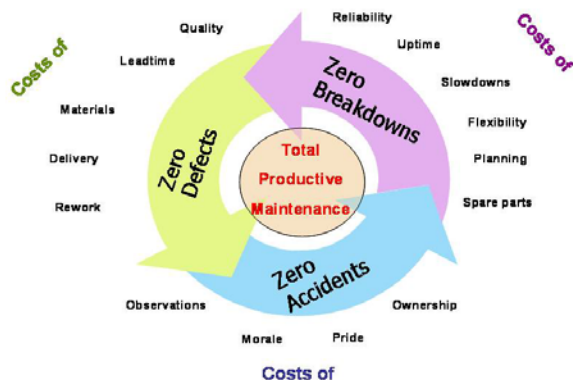 Costs of
Quality
Leadtime
Materials
Delivery
Rework
Zero
Defects
Costs of
Reliability
Uptime
Slowdowns
Flexibility
Planning
Spare parts
Zero
Breakdowns
Total
Productive
Maintenance
Zero
Accidents
Observations
Morale
Pride
Ownership
Costs of